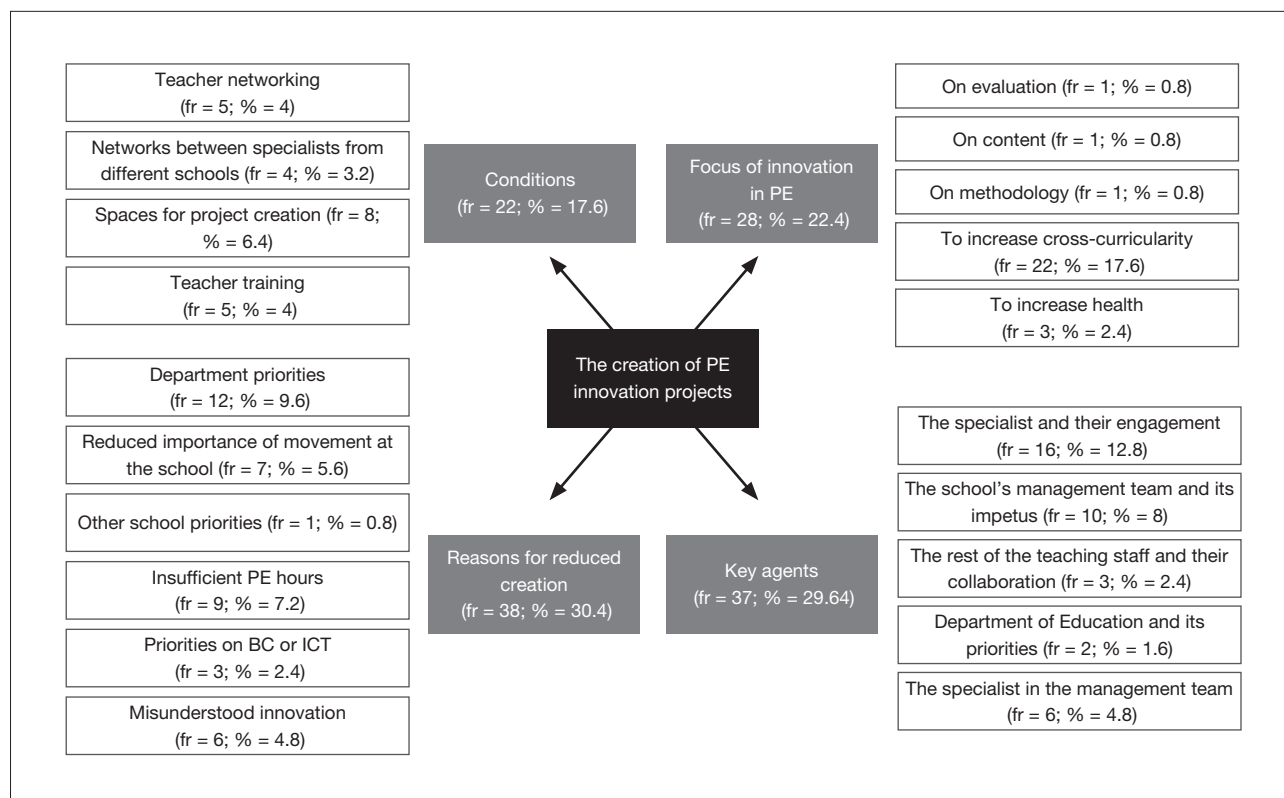 Teacher networking
(fr = 5; % = 4)
Networks between specialists from
different schools (fr = 4; % = 3.2)
Spaces for project creation (fr = 8;
% = 6.4)
Teacher training
(fr = 5; % = 4)
Conditions
(fr = 22; % = 17.6)
Focus of innovation
in PE
(fr = 28; % = 22.4)
On evaluation (fr = 1; % = 0.8)
On content (fr = 1; % = 0.8)
On methodology (fr = 1; % = 0.8)
To increase cross-curricularity
(fr = 22; % = 17.6)
To increase health
(fr = 3; % = 2.4)
The creation of PE
innovation projects
Department priorities
(fr = 12; % = 9.6)
Reduced importance of movement at
the school (fr = 7; % = 5.6)
Other school priorities (fr = 1; % = 0.8)
Insufficient PE hours
(fr = 9; % = 7.2)
Priorities on BC or ICT
(fr = 3; % = 2.4)
Misunderstood innovation
(fr = 6; % = 4.8)
Reasons for reduced
creation
(fr = 38; % = 30.4)
Key agents
(fr = 37; % = 29.64)
The specialist and their engagement
(fr = 16; % = 12.8)
The school’s management team and its
impetus (fr = 10; % = 8)
The rest of the teaching staff and their
collaboration (fr = 3; % = 2.4)
Department of Education and its
priorities (fr = 2; % = 1.6)
The specialist in the management team
(fr = 6; % = 4.8)